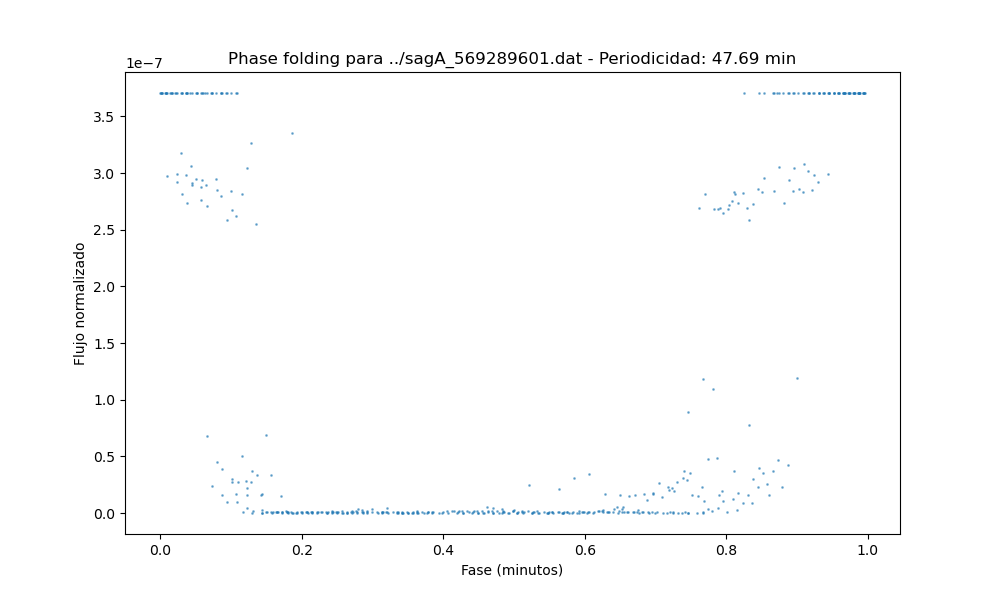 Phase folding para ../sagA_569289601.dat - Periodicidad: 47.69 min
1e−7
3.5
3.0
2.5
2.0
1.5
1.0
0.5
0.0
Flujo normalizado
0.0 0.2 0.4 0.6 0.8 1.0
Fase (minutos)